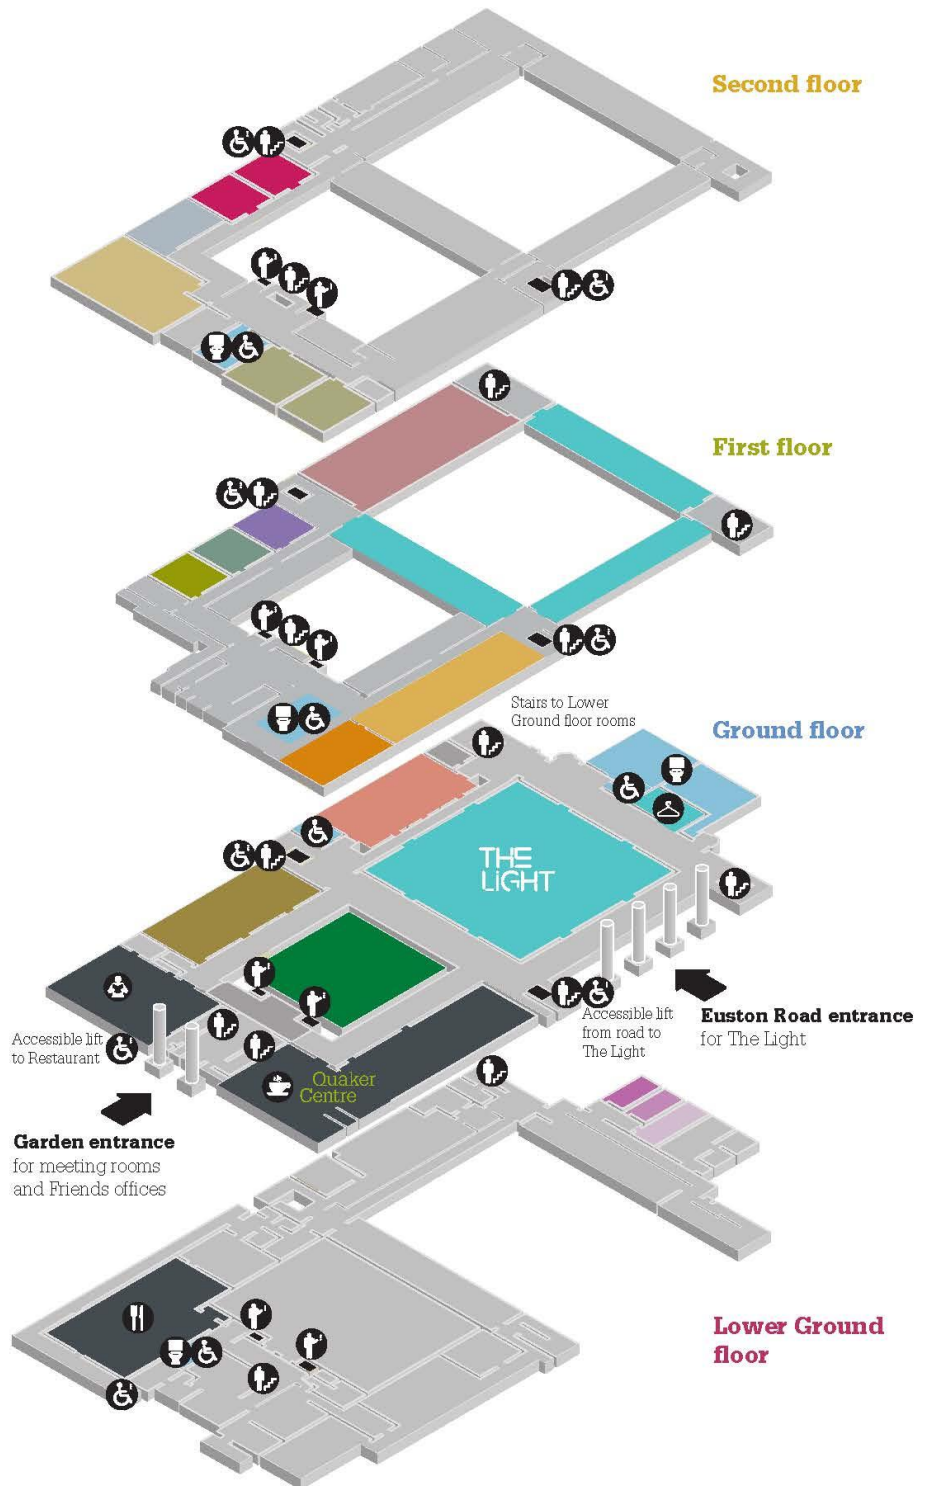 Second floor
First floor
Stairs to Lower
Ground floor rooms
Ground floor
THE
LIGHT
Accessible lift
to Restaurant
Accessible lift
from road to
The Light
Euston Road entrance
for The Light
Quaker
Centre
Garden entrance
for meeting rooms
and Friends offices
Lower Ground
floor